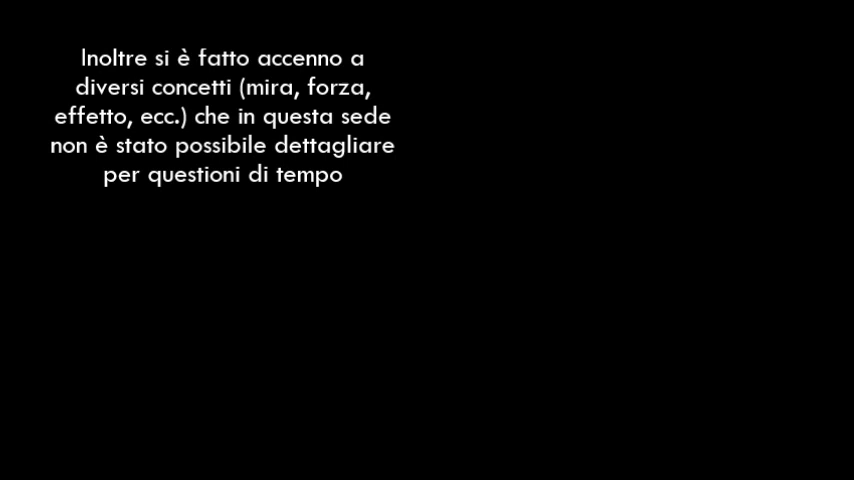 Inoltre si è fatto accenno a
diversi concetti (mira, forza,
effetto, ecc.) che in questa sede
non è stato possibile dettagliare
per questioni di tempo